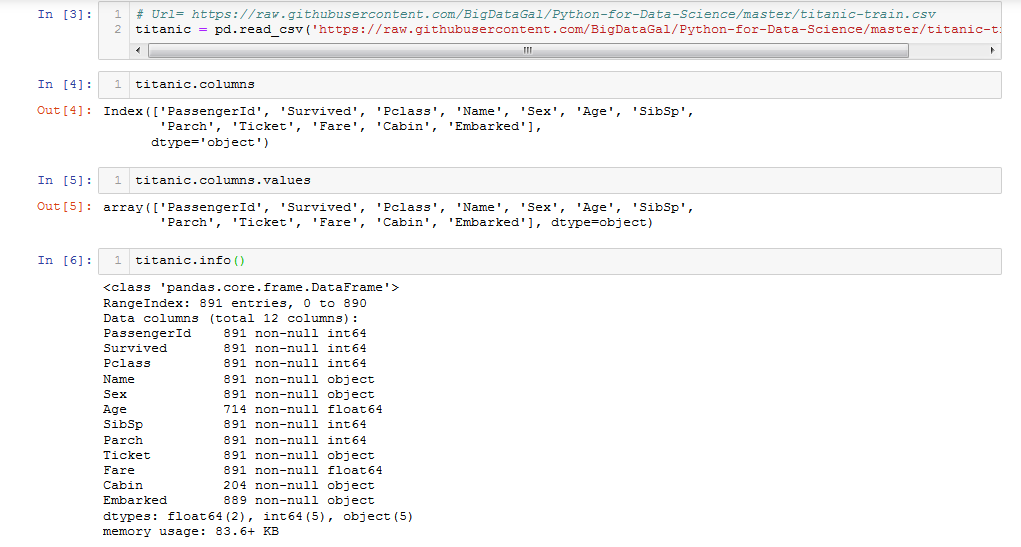 In [3]: 1 # Url= https://raw.githubusercontent.com/BigDataGal/Python-for-Data-Science/master/titanic-train.csv
2 titanic = pd.read_csv('https://raw.githubusercontent.com/BigDataGal/Python-for-Data-Science/master/titanic-t
In [4]: 1 titanic.columns
Out[4]: Index(['PassengerId', 'Survived', 'Pclass', 'Name', 'Sex', 'Age', 'SibSp',
'Parch', 'Ticket', 'Fare', 'Cabin', 'Embarked'],
dtype='object')
In [5]: 1 titanic.columns.values
Out[5]: array(['PassengerId', 'Survived', 'Pclass', 'Name', 'Sex', 'Age', 'SibSp',
'Parch', 'Ticket', 'Fare', 'Cabin', 'Embarked'], dtype=object)
In [6]: 1 titanic.info()
<class 'pandas.core.frame.DataFrame'>
RangeIndex: 891 entries, 0 to 890
Data columns (total 12 columns):
PassengerId    891 non-null int64
Survived       891 non-null int64
Pclass         891 non-null int64
Name           891 non-null object
Sex            891 non-null object
Age            714 non-null float64
SibSp          891 non-null int64
Parch          891 non-null int64
Ticket         891 non-null object
Fare           891 non-null float64
Cabin          204 non-null object
Embarked       889 non-null object
dtypes: float64(2), int64(5), object(5)
memory usage: 83.6+ KB